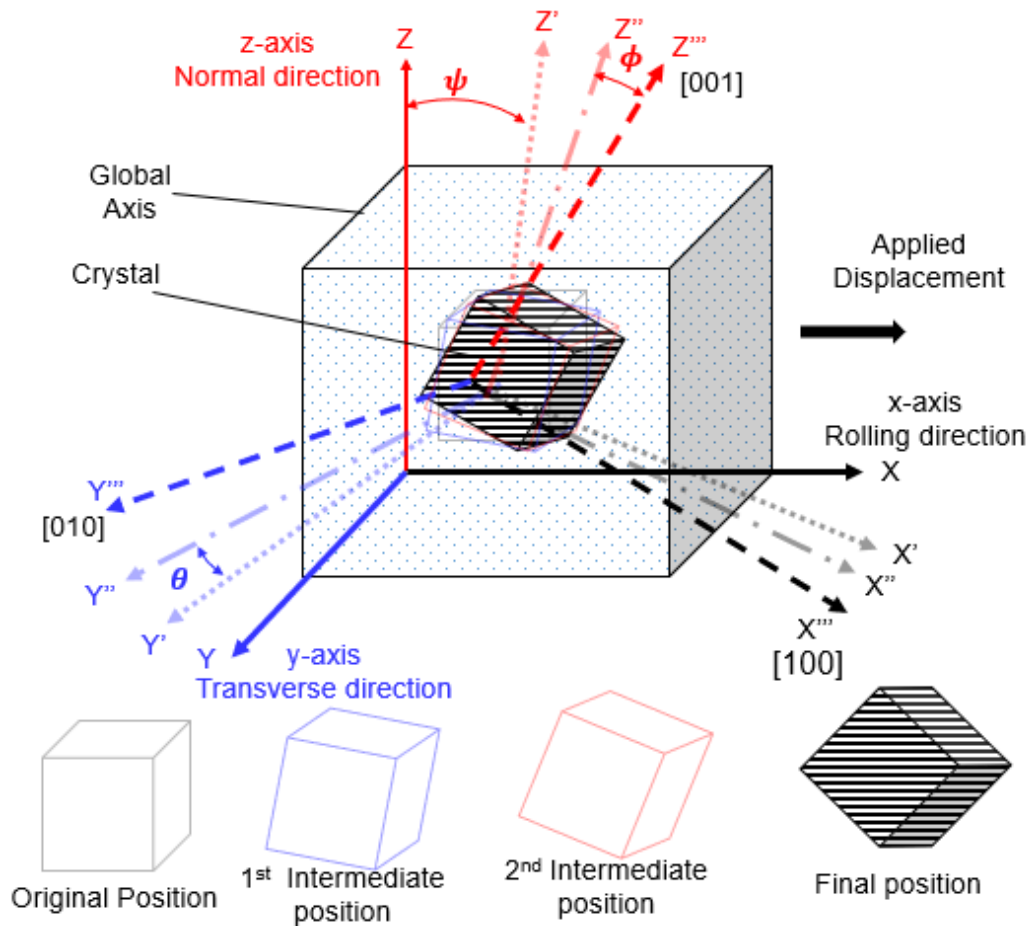 z-axis
Normal direction
Z
Z’
Z’’
Z’’’
ψ
ϕ
[001]
Global
Axis
Crystal
Applied
Displacement
x-axis
Rolling direction
X
Y’’’
[010]
Y’’
θ
Y’
Y
X’
X’’
X’’’
[100]
y-axis
Transverse direction
Original Position
1st Intermediate
position
2nd Intermediate
position
Final position